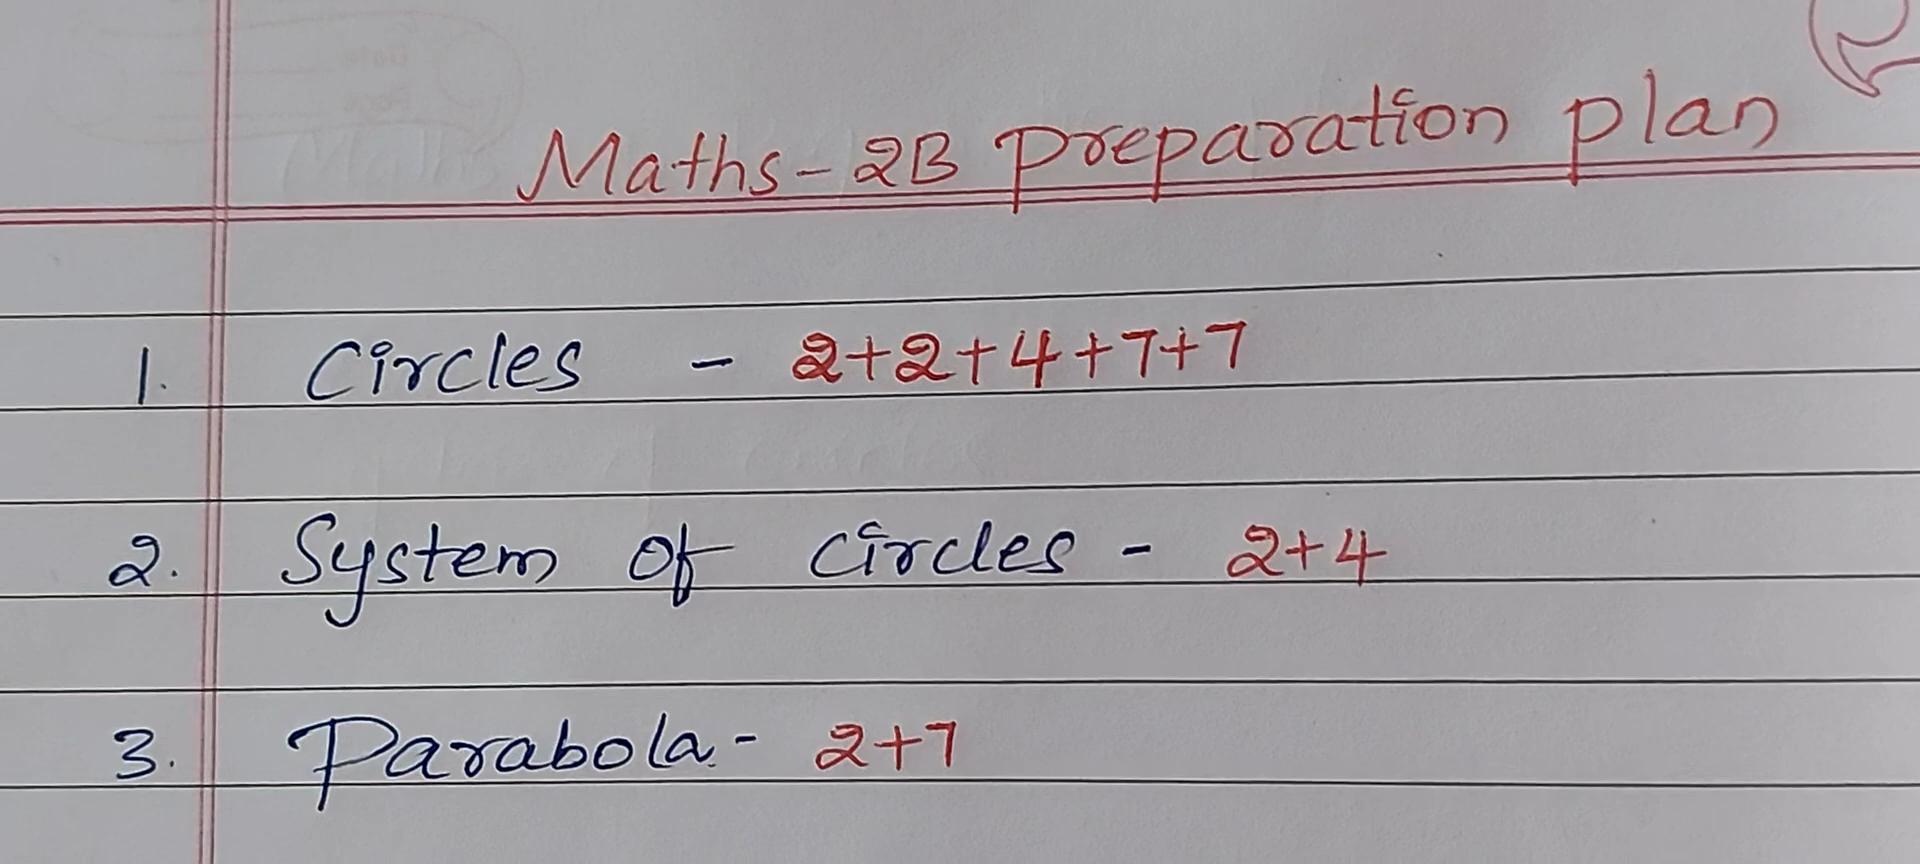 Maths-2B preparation plan
1. Circles - 2+2+4+7+7
2. System of circles - 2+4
3. Parabola - 2+7